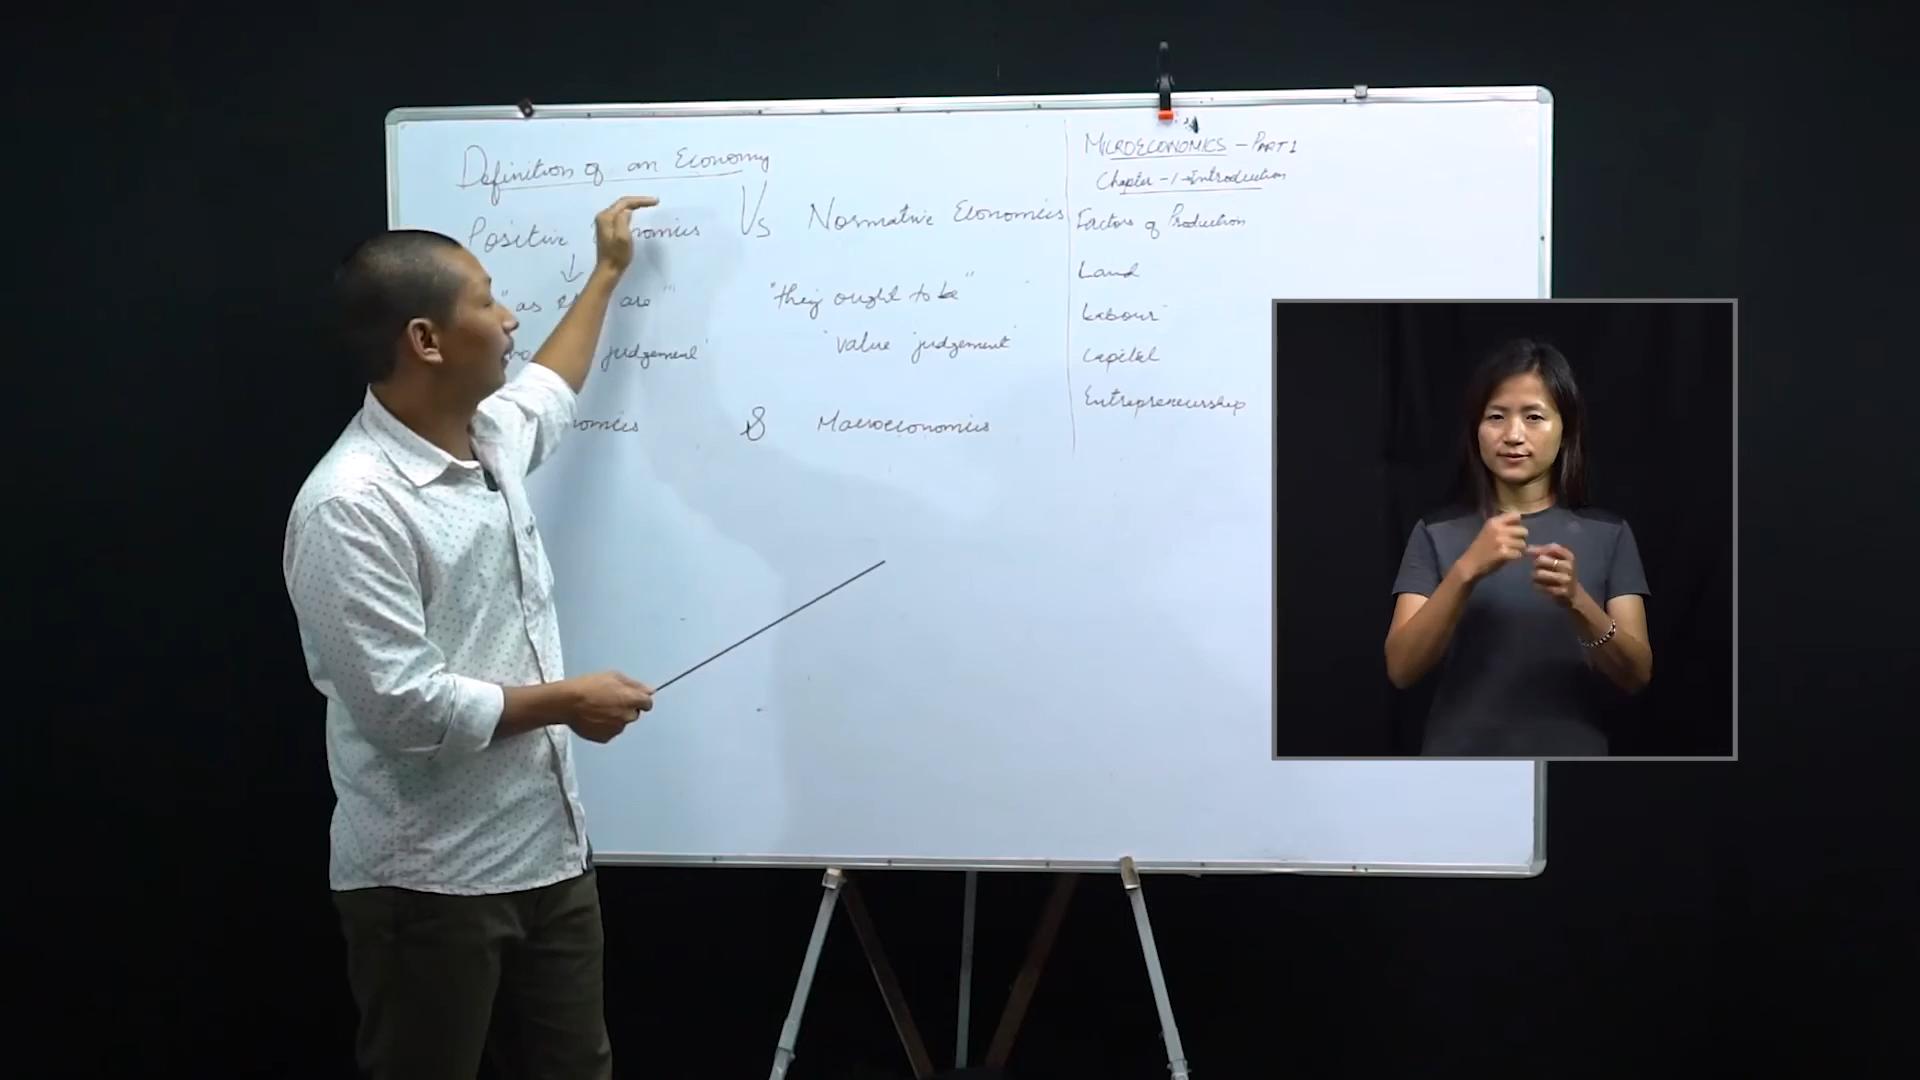 Definition of an Economy
Positive Vs Normative Economics
"as are"
"they ought to be"
judgement'
'value judgement'
& Macroeconomics
MICROECONOMICS - PART 1
Chapter - 1 - Introduction
Factors of Production
Land
Labour
Capital
Entrepreneurship